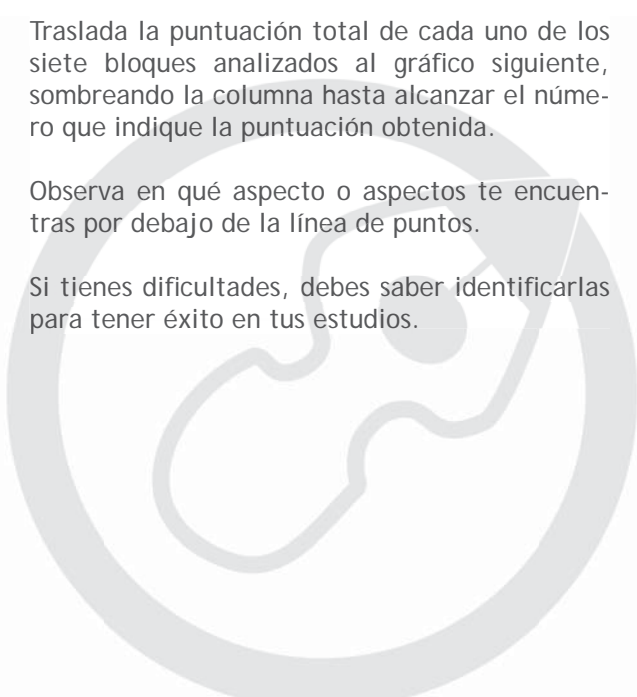 Traslada la puntuación total de cada uno de los
siete bloques analizados al gráfico siguiente,
sombreando la columna hasta alcanzar el núme-
ro que indique la puntuación obtenida.
Observa en qué aspecto o aspectos te encuen-
tras por debajo de la línea de puntos.
Si tienes dificultades, debes saber identificarlas
para tener éxito en tus estudios.